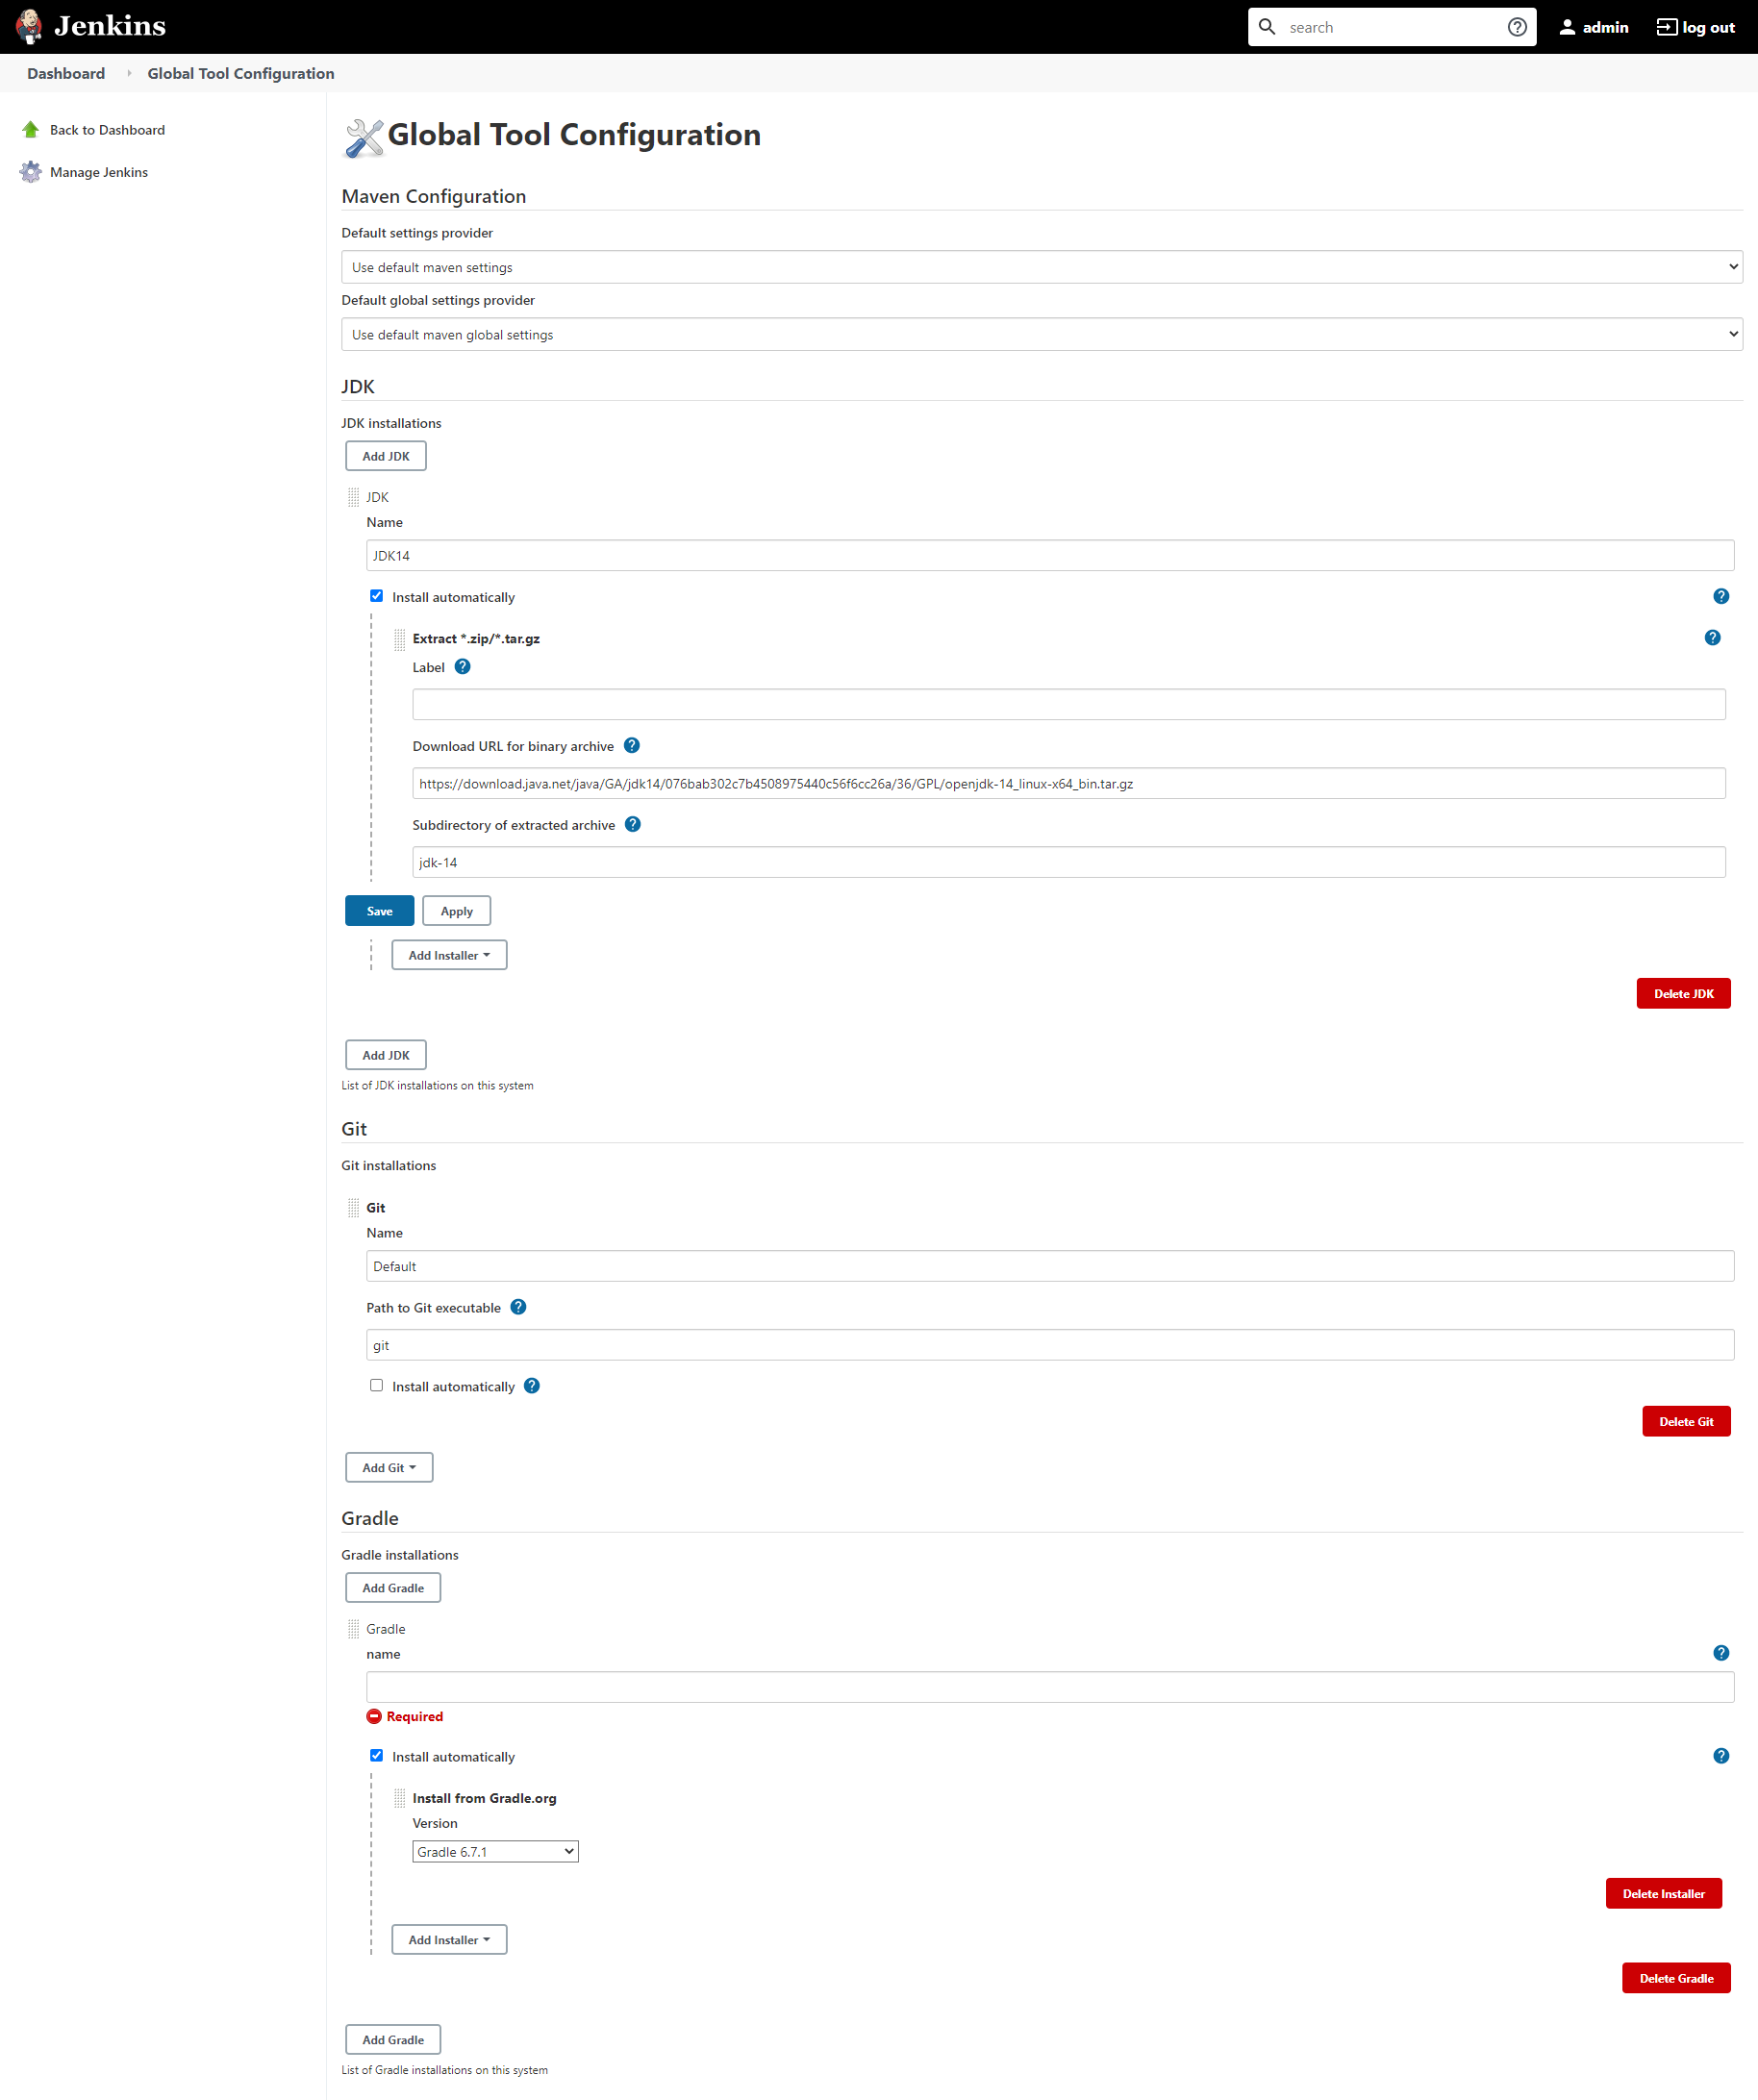 Jenkins
search
admin
log out
Dashboard
Global Tool Configuration
Back to Dashboard
Manage Jenkins
Global Tool Configuration
Maven Configuration
Default settings provider
Use default maven settings
Default global settings provider
Use default maven global settings
JDK
JDK installations
Add JDK
JDK
Name
JDK14
Install automatically
Extract *.zip/*.tar.gz
Label
Download URL for binary archive
https://download.java.net/java/GA/jdk14/076bab302c7b4508975440c56f6cc26a/36/GPL/openjdk-14_linux-x64_bin.tar.gz
Subdirectory of extracted archive
jdk-14
Save Apply
Add Installer
Delete JDK
Add JDK
List of JDK installations on this system
Git
Git installations
Git
Name
Default
Path to Git executable
git
Install automatically
Delete Git
Add Git
Gradle
Gradle installations
Add Gradle
Gradle
name
Required
Install automatically
Install from Gradle.org
Version
Gradle 6.7.1
Delete Installer
Add Installer
Delete Gradle
Add Gradle
List of Gradle installations on this system